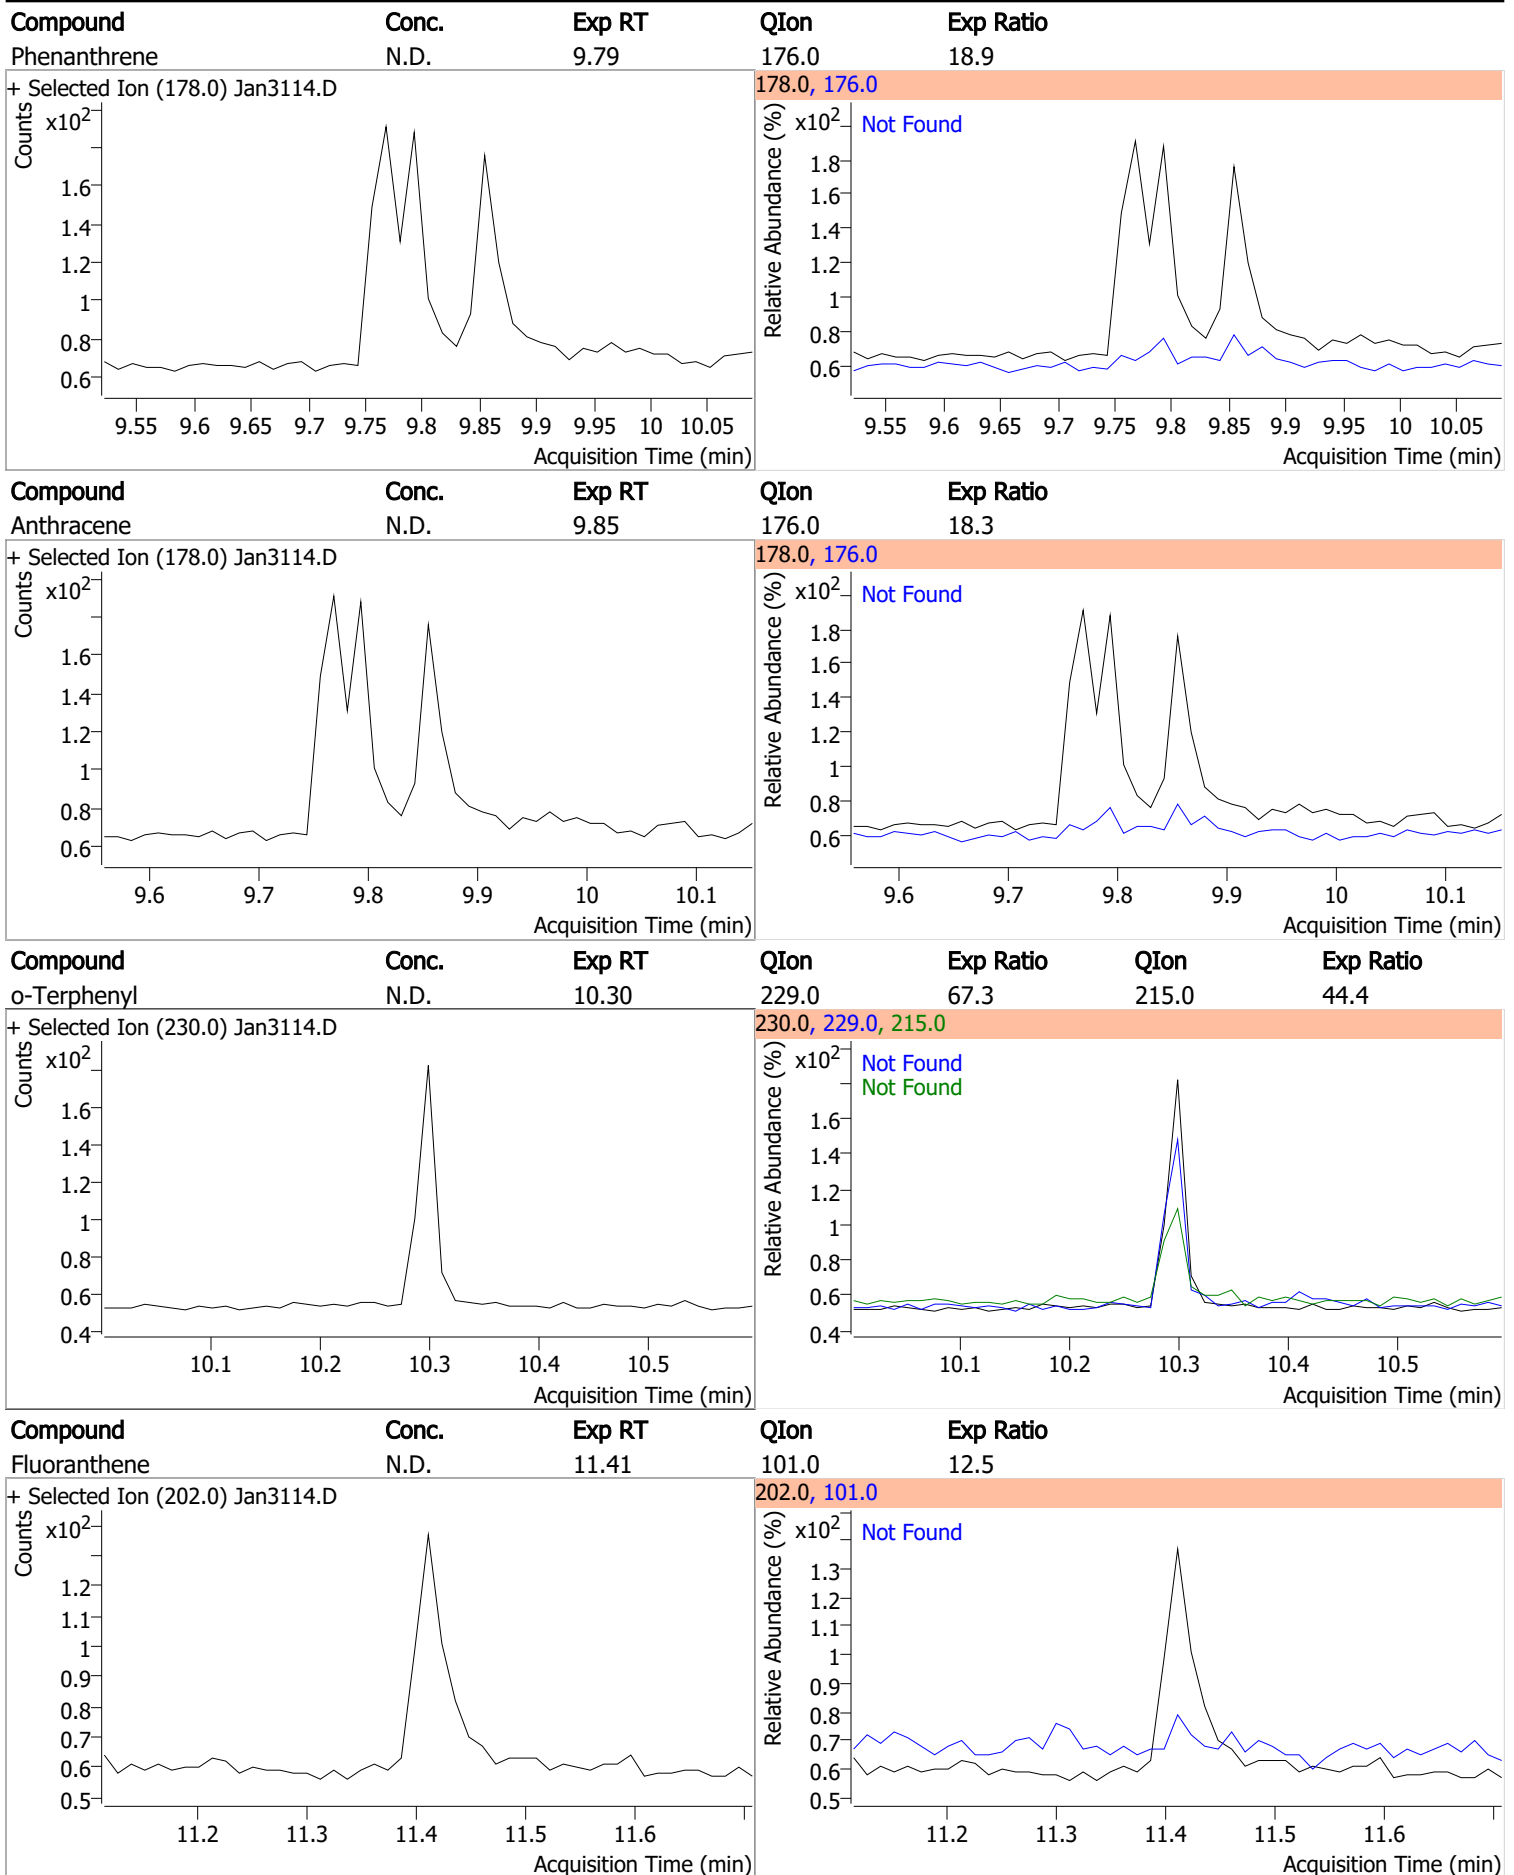 Compound Conc. Exp RT QIon Exp Ratio
Phenanthrene N.D. 9.79 176.0 18.9
+ Selected Ion (178.0) Jan3114.D
Counts
x10²
1.6
1.4
1.2
1
0.8
0.6
9.55 9.6 9.65 9.7 9.75 9.8 9.85 9.9 9.95 10 10.05
Acquisition Time (min)
178.0, 176.0
Relative Abundance (%)
x10²
Not Found
1.8
1.6
1.4
1.2
1
0.8
0.6
9.55 9.6 9.65 9.7 9.75 9.8 9.85 9.9 9.95 10 10.05
Acquisition Time (min)
Compound Conc. Exp RT QIon Exp Ratio
Anthracene N.D. 9.85 176.0 18.3
+ Selected Ion (178.0) Jan3114.D
Counts
x10²
1.6
1.4
1.2
1
0.8
0.6
9.6 9.7 9.8 9.9 10 10.1
Acquisition Time (min)
178.0, 176.0
Relative Abundance (%)
x10²
Not Found
1.8
1.6
1.4
1.2
1
0.8
0.6
9.6 9.7 9.8 9.9 10 10.1
Acquisition Time (min)
Compound Conc. Exp RT QIon Exp Ratio QIon Exp Ratio
o-Terphenyl N.D. 10.30 229.0 67.3 215.0 44.4
+ Selected Ion (230.0) Jan3114.D
Counts
x10²
1.6
1.4
1.2
1
0.8
0.6
0.4
10.1 10.2 10.3 10.4 10.5
Acquisition Time (min)
230.0, 229.0, 215.0
Relative Abundance (%)
x10²
Not Found
Not Found
1.6
1.4
1.2
1
0.8
0.6
0.4
10.1 10.2 10.3 10.4 10.5
Acquisition Time (min)
Compound Conc. Exp RT QIon Exp Ratio
Fluoranthene N.D. 11.41 101.0 12.5
+ Selected Ion (202.0) Jan3114.D
Counts
x10²
1.2
1.1
1
0.9
0.8
0.7
0.6
0.5
11.2 11.3 11.4 11.5 11.6
Acquisition Time (min)
202.0, 101.0
Relative Abundance (%)
x10²
Not Found
1.3
1.2
1.1
1
0.9
0.8
0.7
0.6
0.5
11.2 11.3 11.4 11.5 11.6
Acquisition Time (min)